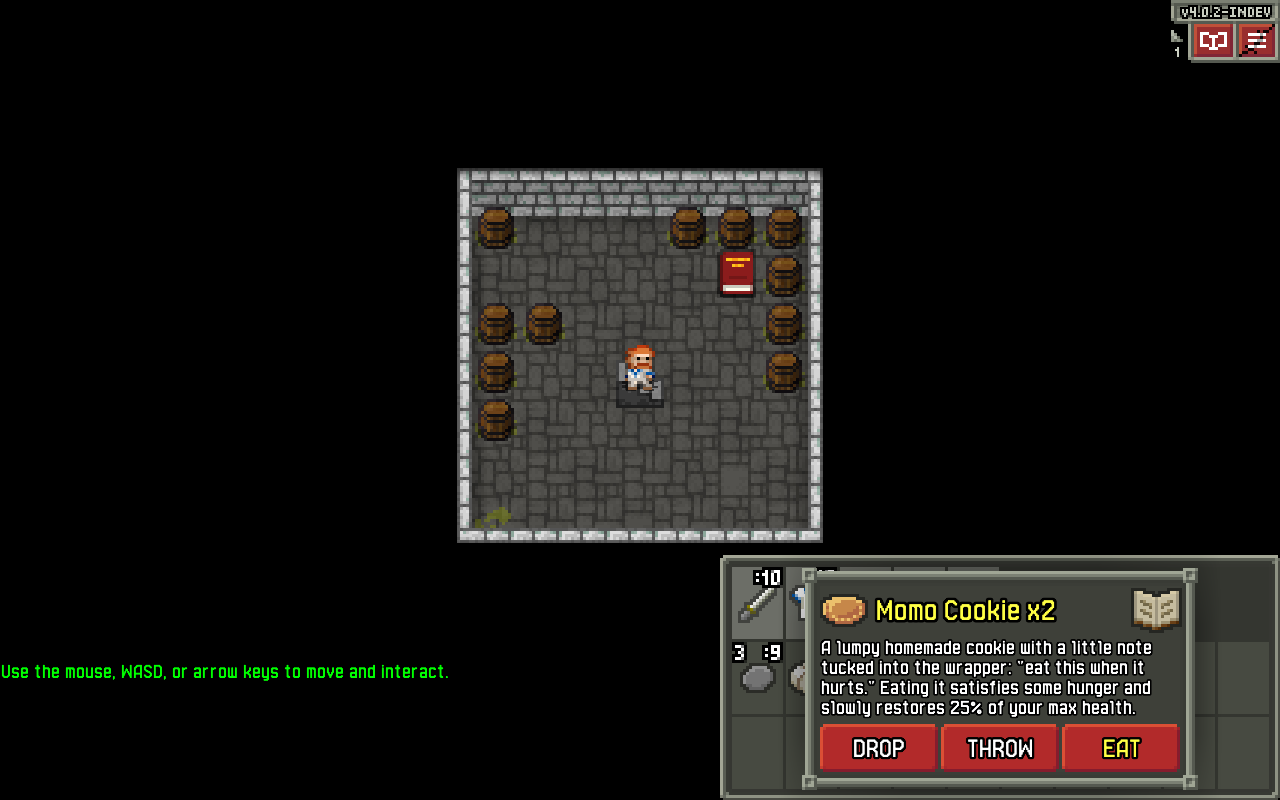 v4.0.2-INDEV
1
:10
Momo Cookie x2
A lumpy homemade cookie with a little note
tucked into the wrapper: "eat this when it
hurts." Eating it satisfies some hunger and
slowly restores 25% of your max health.
3 :9
Use the mouse, WASD, or arrow keys to move and interact.
DROP THROW EAT